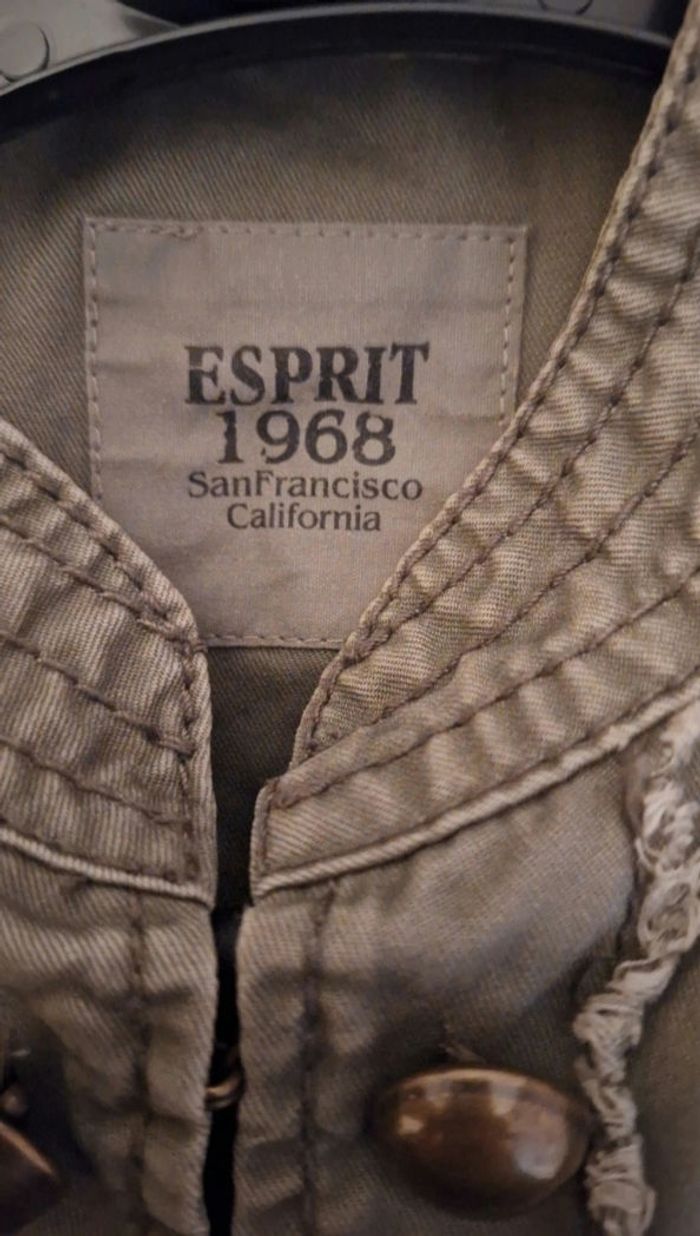 ESPRIT
1968
SanFrancisco
California